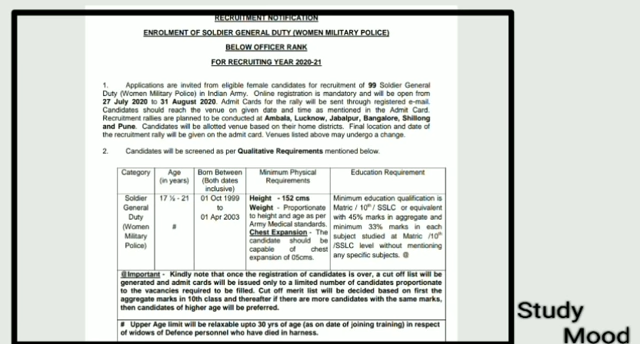 RECRUITMENT NOTIFICATION
ENROLMENT OF SOLDIER GENERAL DUTY (WOMEN MILITARY POLICE)
BELOW OFFICER RANK
FOR RECRUITING YEAR 2020-21
1. Applications are invited from eligible female candidates for recruitment of 99 Soldier General
Duty (Women Military Police) in Indian Army. Online registration is mandatory and will be open from
27 July 2020 to 31 August 2020. Admit Cards for the rally will be sent through registered e-mail.
Candidates should reach the venue on given date and time as mentioned in the Admit Card.
Recruitment rallies are planned to be conducted at Ambala, Lucknow, Jabalpur, Bangalore, Shillong
and Pune. Candidates will be allotted venue based on their home districts. Final location and date of
the recruitment rally will be given on the admit card. Venues listed above may undergo a change.
2. Candidates will be screened as per Qualitative Requirements mentioned below.
Category Age Born Between Minimum Physical Education Requirement
(in years) (Both dates Requirements
inclusive)
Soldier 17 ½ - 21 01 Oct 1999 Height - 152 cms Minimum education qualification is
General to Weight - Proportionate Matric / 10th / SSLC or equivalent
Duty # 01 Apr 2003 to height and age as per with 45% marks in aggregate and
(Women Army Medical standards. minimum 33% marks in each
Military Chest Expansion - The subject studied at Matric /10th
Police) candidate should be /SSLC level without mentioning
capable of chest any specific subjects. @
expansion of 05cms.
@Important - Kindly note that once the registration of candidates is over, a cut off list will be
generated and admit cards will be issued only to a limited number of candidates proportionate
to the vacancies required to be filled. Cut off merit list will be decided based on first the
aggregate marks in 10th class and thereafter if there are more candidates with the same marks,
then candidates of higher age will be preferred.
# Upper Age limit will be relaxable upto 30 yrs of age (as on date of joining training) in respect
of widows of Defence personnel who have died in harness.
Study
Mood